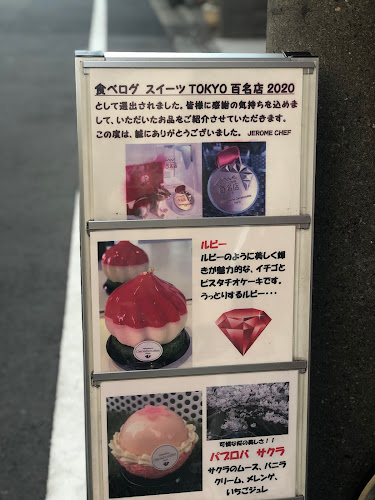 食べログ スイーツ TOKYO 百名店 2020
として選出されました。皆様に感謝の気持ちを込めま
して、いただいたお品をご紹介させていただきます。
この度は、誠にありがとうございました。 JEROME CHEF
ルビー
ルビーのように美しく輝
きが魅力的な、イチゴと
ピスタチオケーキです。
うっとりするルビー・・・
可憐な桜の美しさ！！
パブロバ サクラ
サクラのムース、バニラ
クリーム、メレンゲ、
いちごジュレ